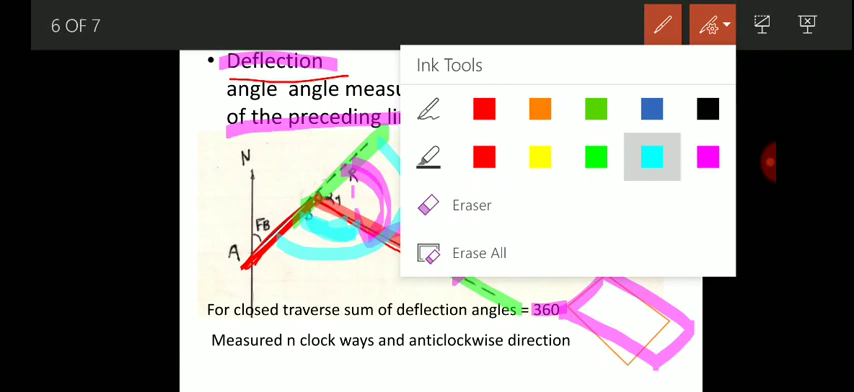 6 OF 7
Ink Tools
• Deflection
angle angle measu
of the preceding li
N
R
FB
A
Eraser
Erase All
For closed traverse sum of deflection angles = 360
Measured n clock ways and anticlockwise direction